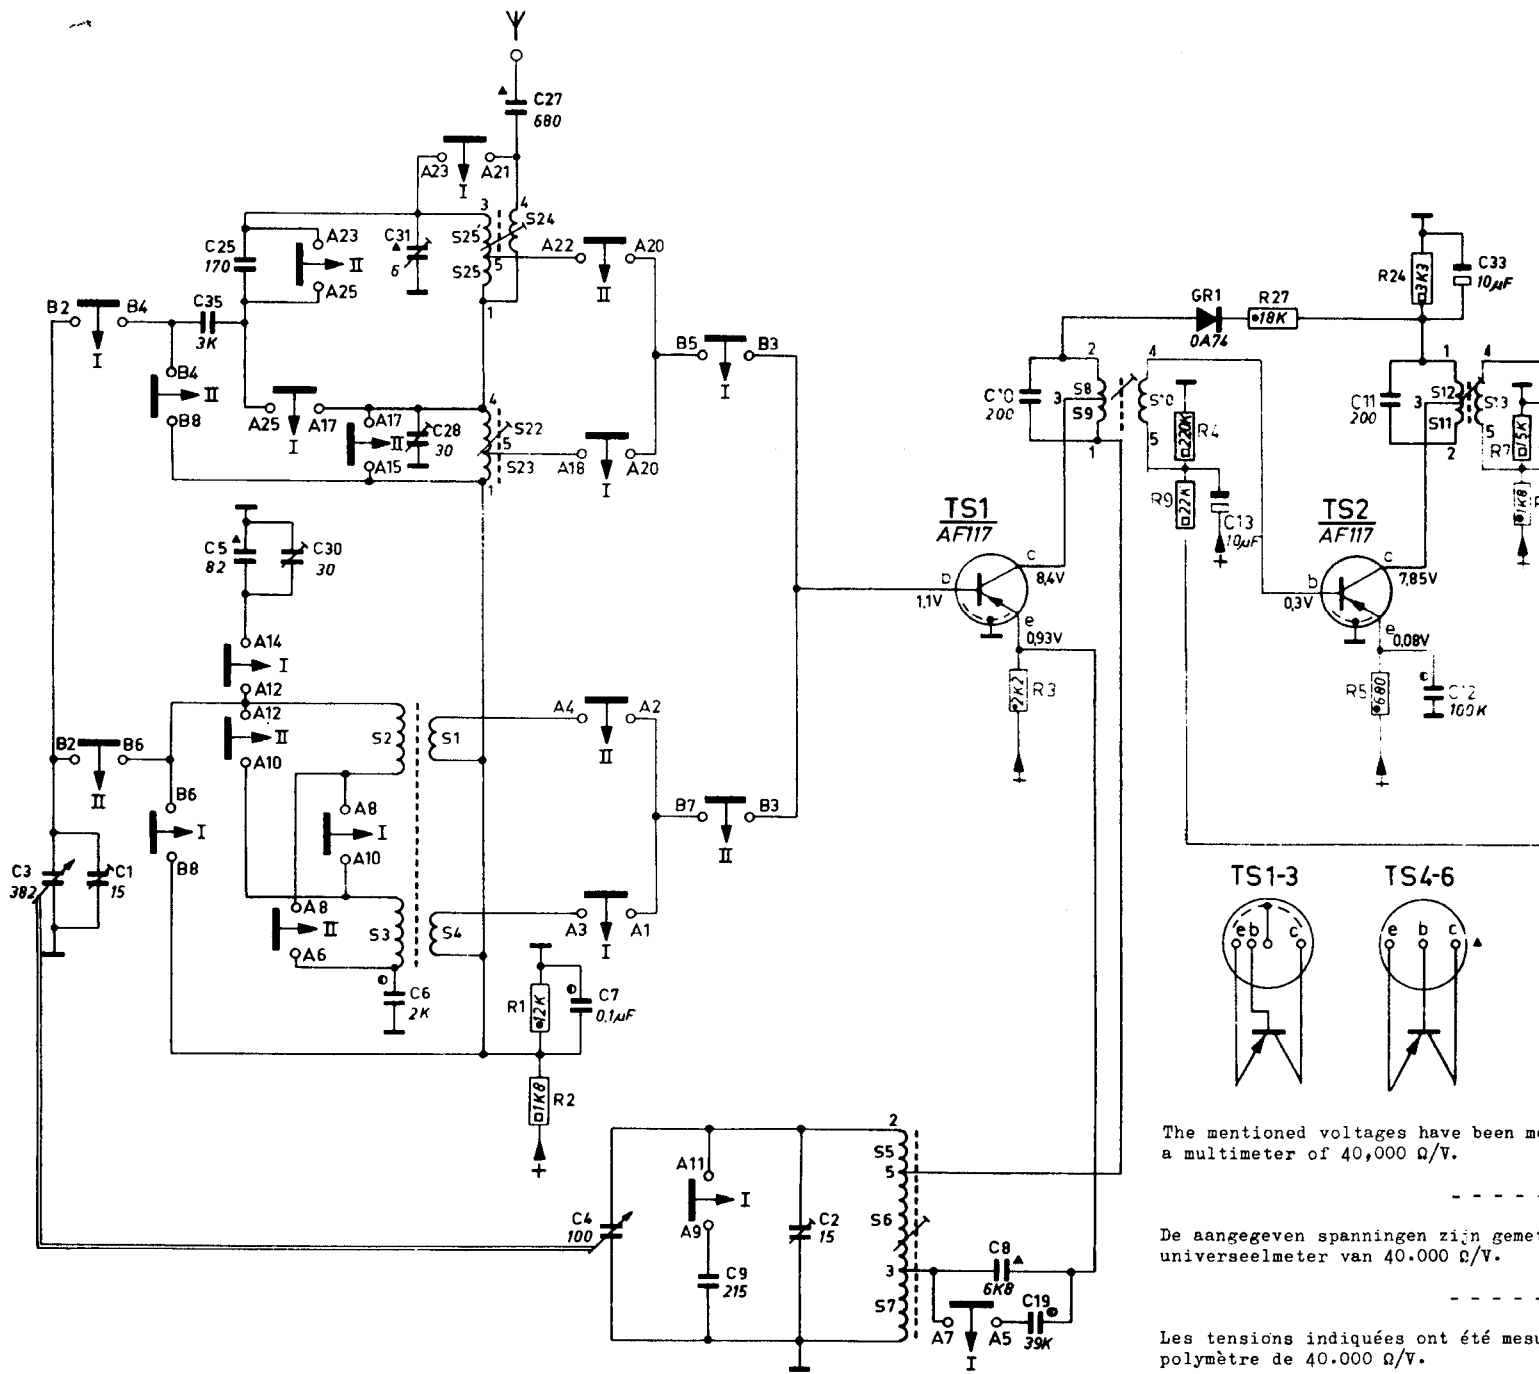 C27
680
A23
A21
I
3
4
S24
A23
C31
6
S25
A22
A20
C25
170
II
5
S25
II
A25
1
B2
B4
C35
3K
I
B4
II
B8
A25
A17
I
A17
II
A15
C28
30
4
S22
5
S23
1
A18
A20
I
B5
B3
I
C5
82
C30
30
A14
I
A12
A12
II
A10
S2
S1
A4
A2
II
B2
B6
II
B6
I
B8
A8
I
A10
B7
B3
II
C3
382
C1
15
A8
II
A6
S3
S4
A3
A1
I
C6
2K
R1
12K
C7
0,1µF
1K8
R2
+
GR1
0A74
R27
18K
R24
3K3
C33
10µF
C10
200
2
3
S8
S9
1
4
S10
5
220K
R4
R9
22K
C13
10µF
+
C11
200
1
3
S12
S11
2
4
S13
5
R7
15K
1K8
R
+
TS1
AF117
b
1,1V
c
8,4V
e
0,93V
2K2
R3
+
TS2
AF117
b
0,3V
c
7,85V
e
0,08V
R5
680
C12
100K
+
TS1-3
e b c
TS4-6
e b c
C4
100
A11
I
A9
C9
215
C2
15
2
S5
5
S6
3
S7
C8
6K8
A7
A5
I
C19
39K
The mentioned voltages have been me
a multimeter of 40,000 Ω/V.
- - - - -
De aangegeven spanningen zijn gemet
universeelmeter van 40.000 Ω/V.
- - - - -
Les tensions indiquées ont été mesu
polymètre de 40.000 Ω/V.